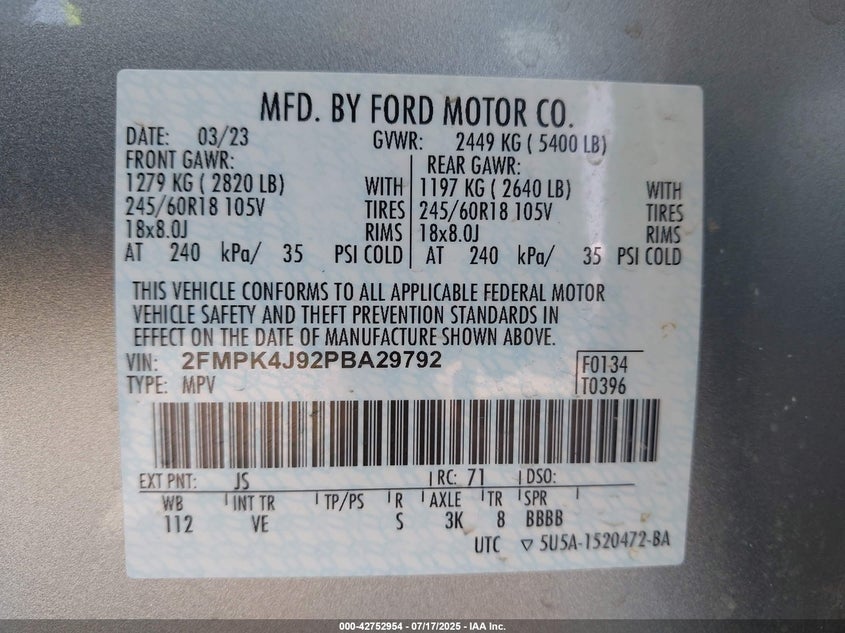 MFD. BY FORD MOTOR CO.
DATE: 03/23 GVWR: 2449 KG ( 5400 LB)
FRONT GAWR: REAR GAWR:
1279 KG ( 2820 LB) WITH 1197 KG ( 2640 LB) WITH
245/60R18 105V TIRES 245/60R18 105V TIRES
18x8.0J RIMS 18x8.0J RIMS
AT 240 kPa/ 35 PSI COLD AT 240 kPa/ 35 PSI COLD
THIS VEHICLE CONFORMS TO ALL APPLICABLE FEDERAL MOTOR
VEHICLE SAFETY AND THEFT PREVENTION STANDARDS IN
EFFECT ON THE DATE OF MANUFACTURE SHOWN ABOVE.
VIN: 2FMPK4J92PBA29792 F0134
TYPE: MPV T0396
EXT PNT: JS RC: 71 DSO:
WB INT TR TP/PS R AXLE TR SPR
112 VE S 3K 8 BBBB
UTC ▽ 5U5A-1520472-BA
000-42752954 - 07/17/2025 - IAA Inc.